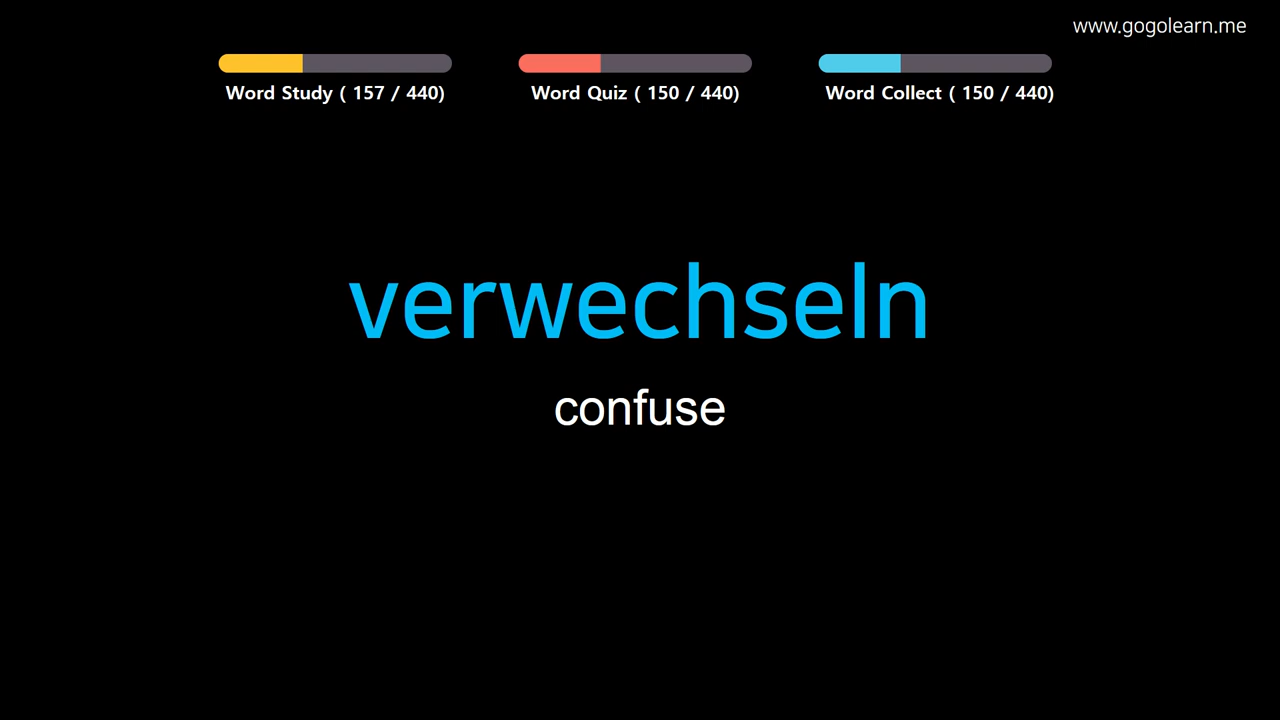 www.gogolearn.me
Word Study ( 157 / 440)
Word Quiz ( 150 / 440)
Word Collect ( 150 / 440)
verwechseln
confuse